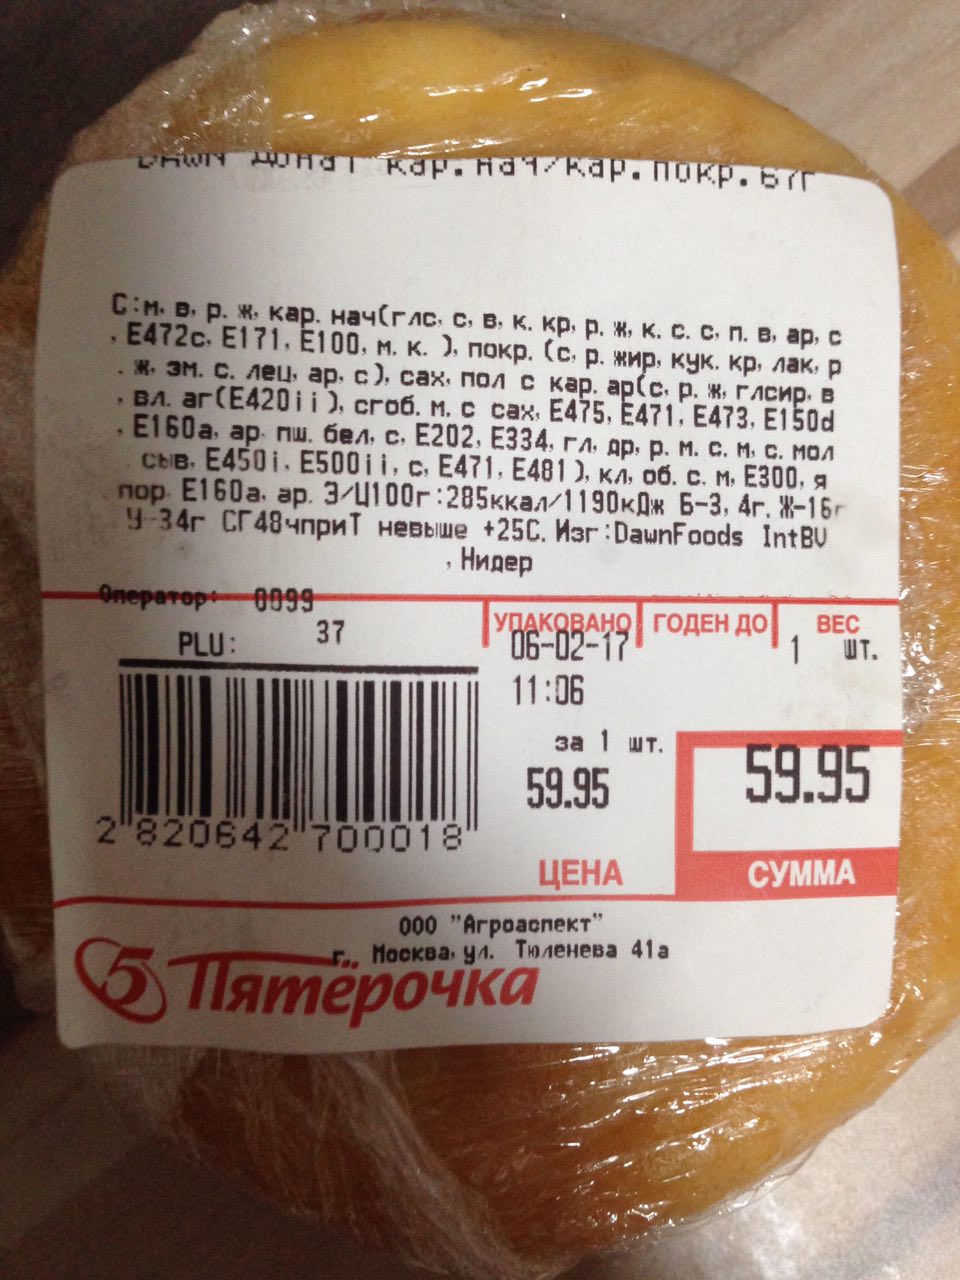 DAWN Донат кар.нач/кар.покр.67г
С:м, в, р. ж, кар. нач(глс, с, в, к. кр, р. ж, к. с. с, п. в, ар, с
, Е472с, Е171, Е100, м. к. ), покр. (с, р. жир, кук. кр, лак, р
. ж, эм. с. лец, ар, с), сах, пол с кар. ар(с, р. ж, глсир, в
, вл. аг(Е420ii), сгоб. м. с сах, Е475, Е471, Е473, Е150d
, Е160а, ар пш. бел, с, Е202, Е334, гл, др, р. м. с. м, с. мол
сыв, Е450i, Е500ii, с, Е471, Е481), кл, об. с. м, Е300, я
пор Е160а, ар. Э/Ц100г:285ккал/1190кДж Б-3, 4г. Ж-16г
У-34г СГ48чприТ невыше +25С. Изг:DawnFoods IntBV
, Нидер
Оператор: 0099
PLU: 37
УПАКОВАНО ГОДЕН ДО ВЕС
06-02-17 1 шт.
11:06
за 1 шт.
59.95 59.95
2 820642 700018
ЦЕНА СУММА
ООО "Агроаспект"
г. Москва, ул. Тюленева 41а
5 Пятёрочка